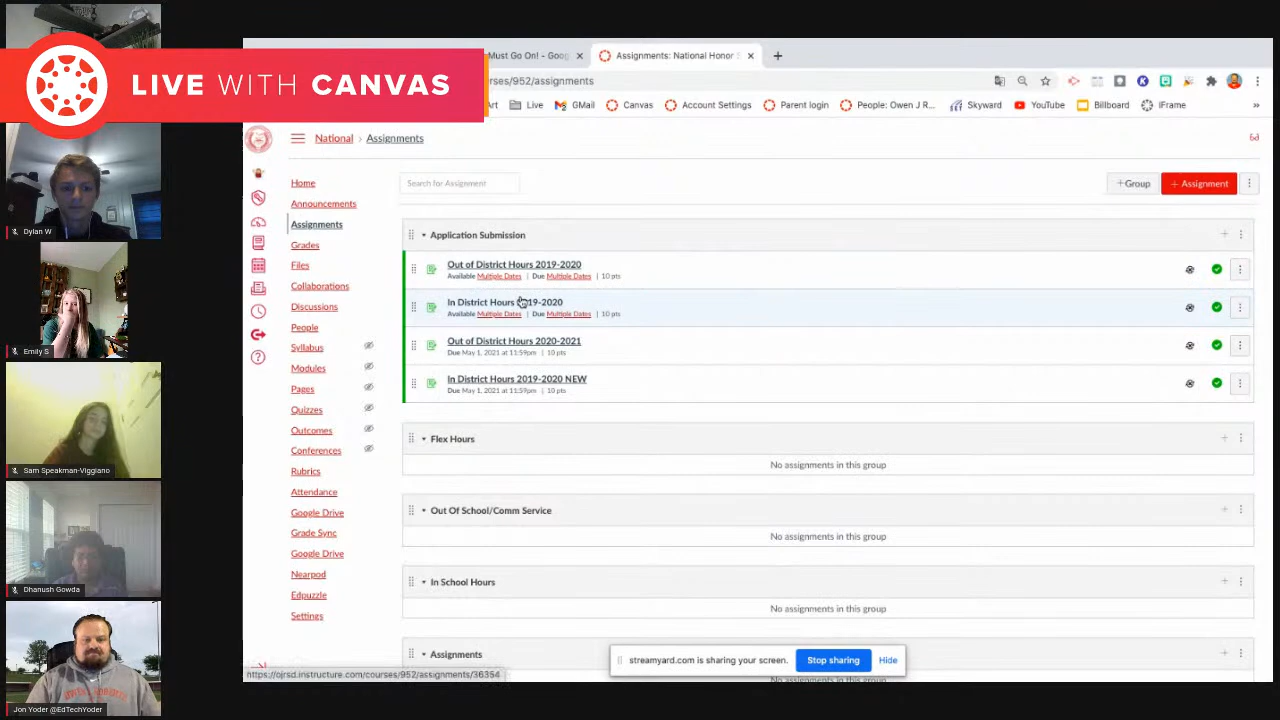 LIVE WITH CANVAS
Must Go On! - Goog
Assignments: National Honor S
rses/952/assignments
Art
Live
GMail
Canvas
Account Settings
Parent login
People: Owen J R...
Skyward
YouTube
Billboard
iFrame
»
National › Assignments
Home
Announcements
Assignments
Grades
Files
Collaborations
Discussions
People
Syllabus
Modules
Pages
Quizzes
Outcomes
Conferences
Rubrics
Attendance
Google Drive
Grade Sync
Google Drive
Nearpod
Edpuzzle
Settings
Search for Assignment
+Group
+ Assignment
Application Submission
Out of District Hours 2019-2020
Available Multiple Dates | Due Multiple Dates | 10 pts
In District Hours 2019-2020
Available Multiple Dates | Due Multiple Dates | 10 pts
Out of District Hours 2020-2021
Due May 1, 2021 at 11:59pm | 10 pts
In District Hours 2019-2020 NEW
Due May 1, 2021 at 11:59pm | 10 pts
Flex Hours
No assignments in this group
Out Of School/Comm Service
No assignments in this group
In School Hours
No assignments in this group
Assignments
No assignments in this group
streamyard.com is sharing your screen.
Stop sharing
Hide
https://ojrsd.instructure.com/courses/952/assignments/36354
Dylan W
Emily S
Sam Speakman-Viggiano
Dhanush Gowda
Jon Yoder @EdTechYoder